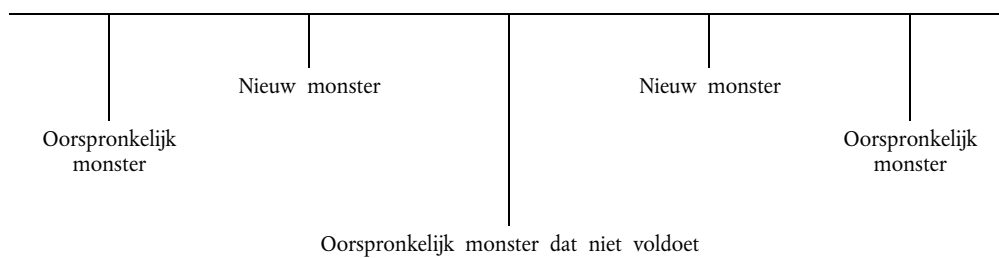 Nieuw monster
Nieuw monster
Oorspronkelijk
monster
Oorspronkelijk
monster
Oorspronkelijk monster dat niet voldoet